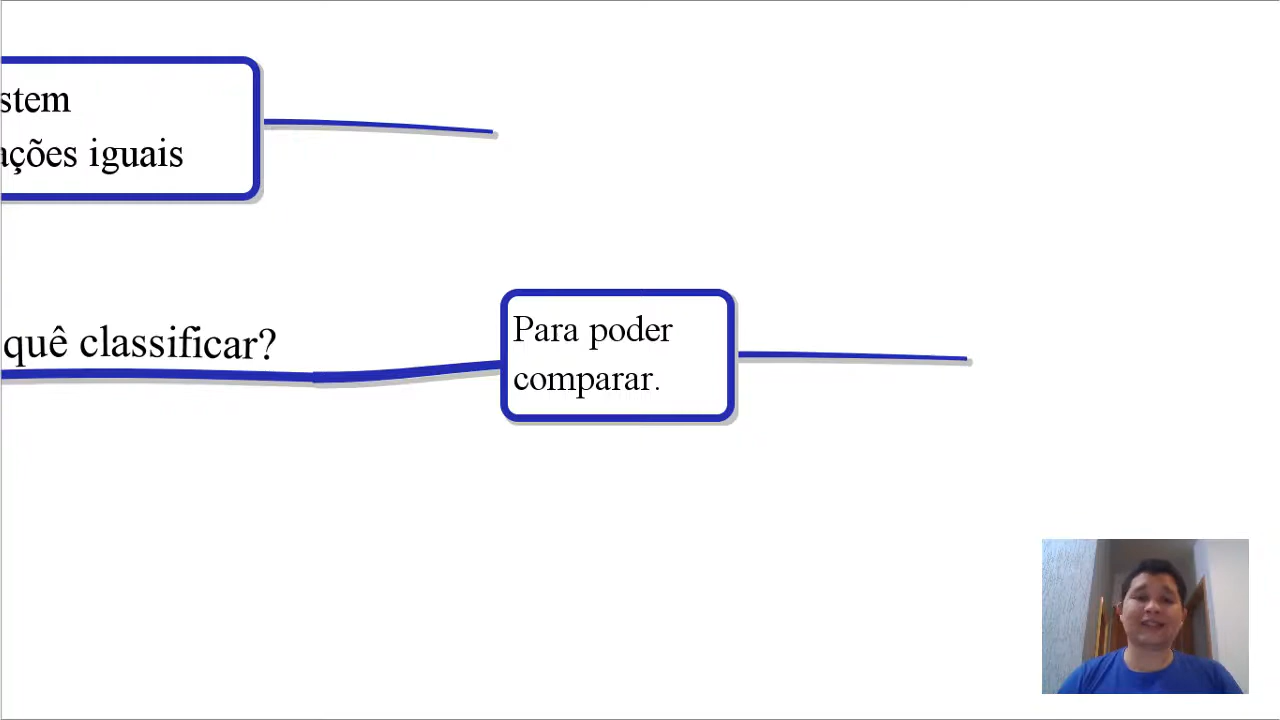 stem
ações iguais
quê classificar?
Para poder
comparar.